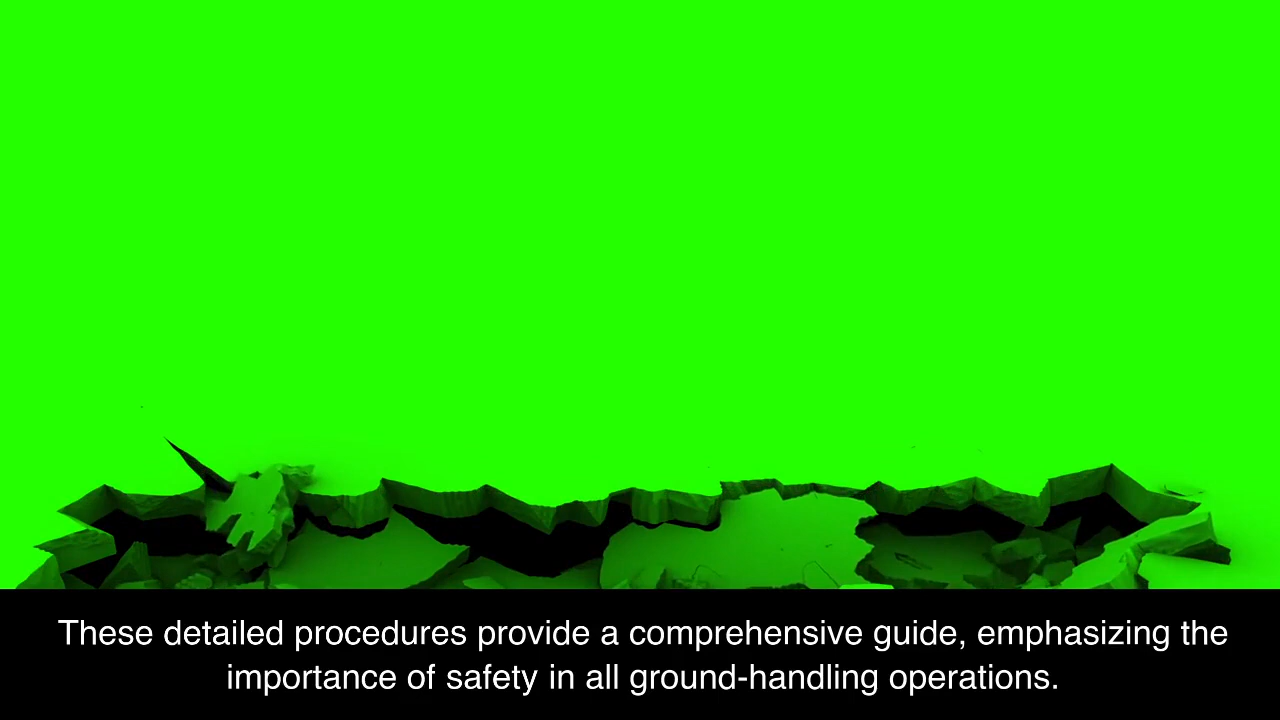 These detailed procedures provide a comprehensive guide, emphasizing the
importance of safety in all ground-handling operations.